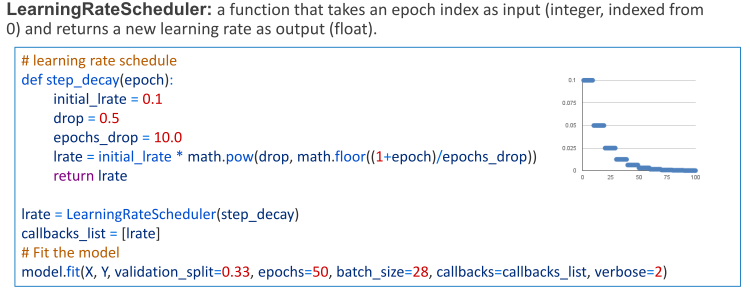 LearningRateScheduler: a function that takes an epoch index as input (integer, indexed from
0) and returns a new learning rate as output (float).
# learning rate schedule
def step_decay(epoch):
    initial_lrate = 0.1
    drop = 0.5
    epochs_drop = 10.0
    lrate = initial_lrate * math.pow(drop, math.floor((1+epoch)/epochs_drop))
    return lrate
lrate = LearningRateScheduler(step_decay)
callbacks_list = [lrate]
# Fit the model
model.fit(X, Y, validation_split=0.33, epochs=50, batch_size=28, callbacks=callbacks_list, verbose=2)
0.1
0.075
0.05
0.025
0
0 25 50 75 100